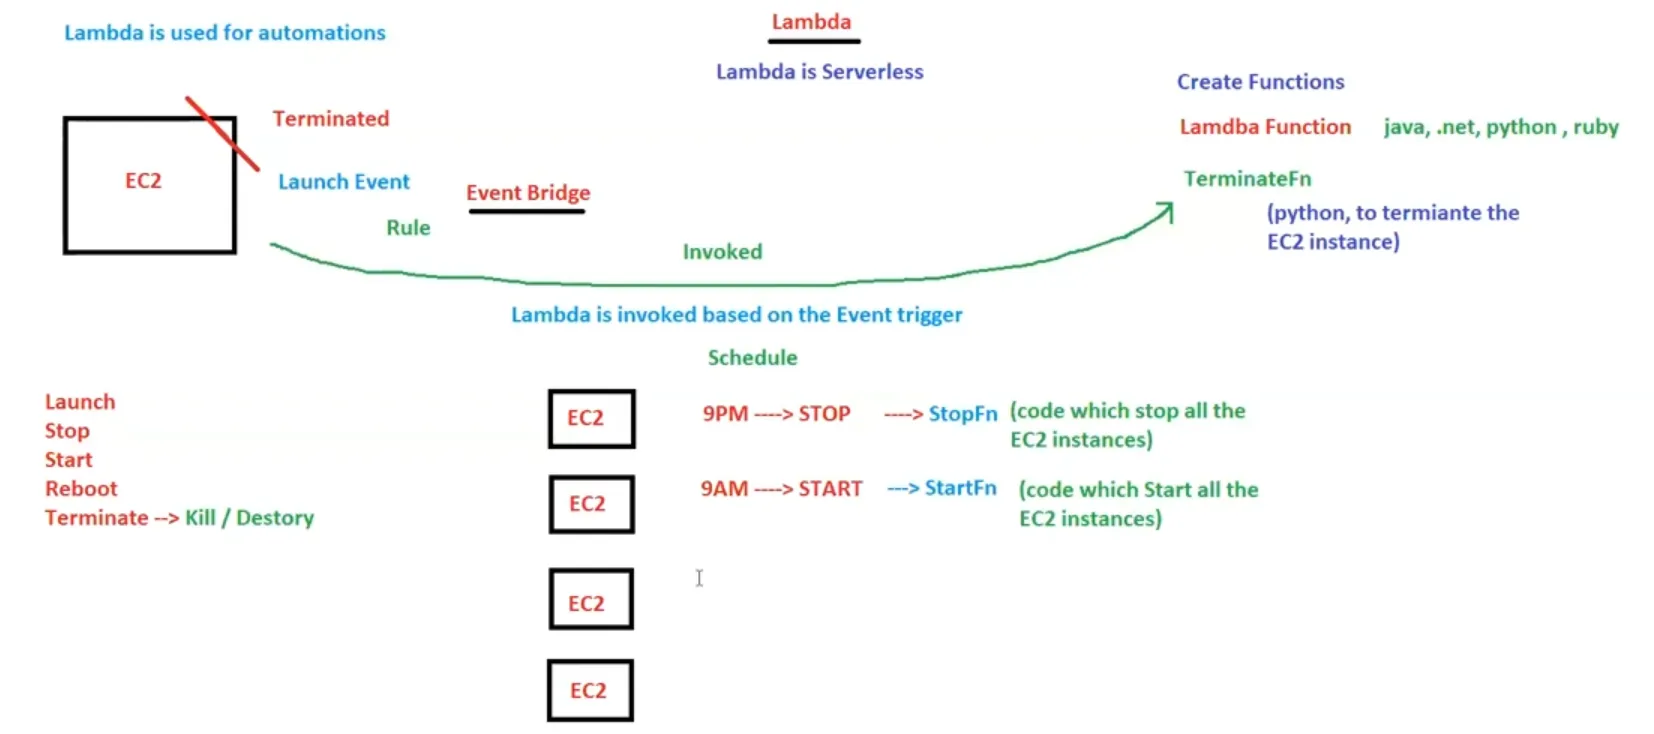 Lambda
Lambda is used for automations
Lambda is Serverless
Create Functions
Terminated
Lamdba Function java, .net, python , ruby
EC2
Launch Event
Event Bridge
TerminateFn
Rule
(python, to termiante the
EC2 instance)
Invoked
Lambda is invoked based on the Event trigger
Schedule
Launch
Stop
Start
Reboot
Terminate --> Kill / Destory
EC2
9PM ----> STOP ----> StopFn (code which stop all the
EC2 instances)
EC2
9AM ----> START ---> StartFn (code which Start all the
EC2 instances)
EC2
EC2